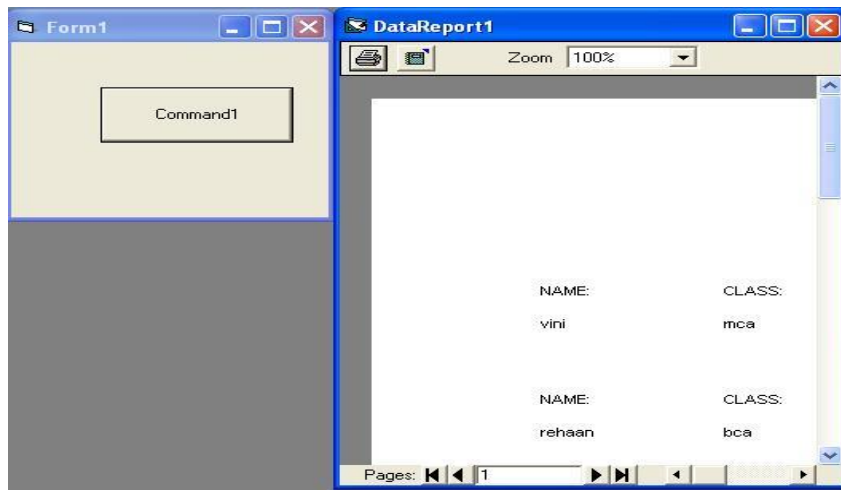 Form1
Command1
DataReport1
Zoom 100%
NAME: CLASS:
vini mca
NAME: CLASS:
rehaan bca
Pages: 1